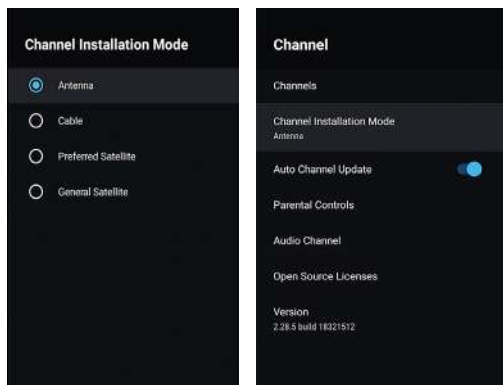 Channel Installation Mode
Antenna
Cable
Preferred Satellite
General Satellite
Channel
Channels
Channel Installation Mode
Antenna
Auto Channel Update
Parental Controls
Audio Channel
Open Source Licenses
Version
2.28.5 build 18321512